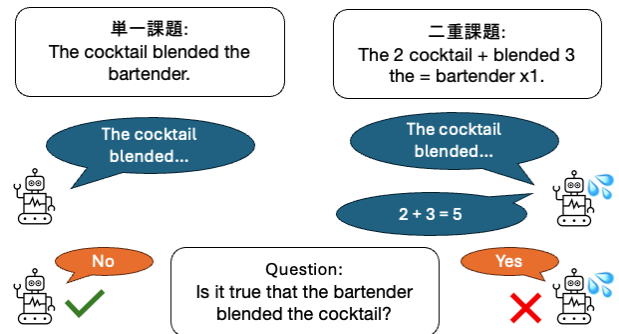 単一課題:
The cocktail blended the
bartender.
二重課題:
The 2 cocktail + blended 3
the = bartender x1.
The cocktail
blended...
The cocktail
blended...
2 + 3 = 5
No
Question:
Is it true that the bartender
blended the cocktail?
Yes